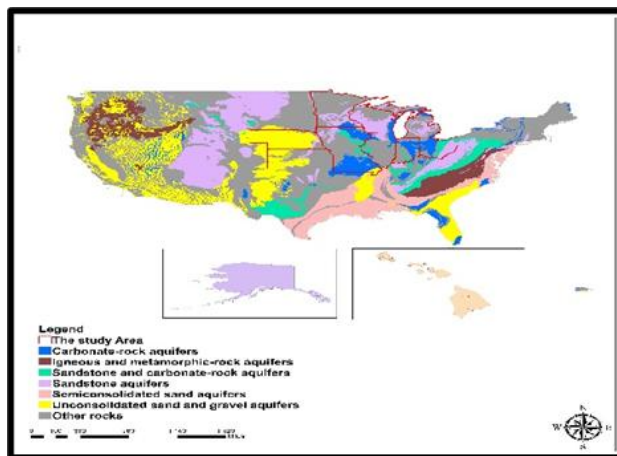 Legend
The study Area
Carbonate-rock aquifers
Igneous and metamorphic-rock aquifers
Sandstone and carbonate-rock aquifers
Sandstone aquifers
Semiconsolidated sand aquifers
Unconsolidated sand and gravel aquifers
Other rocks
N
W
S